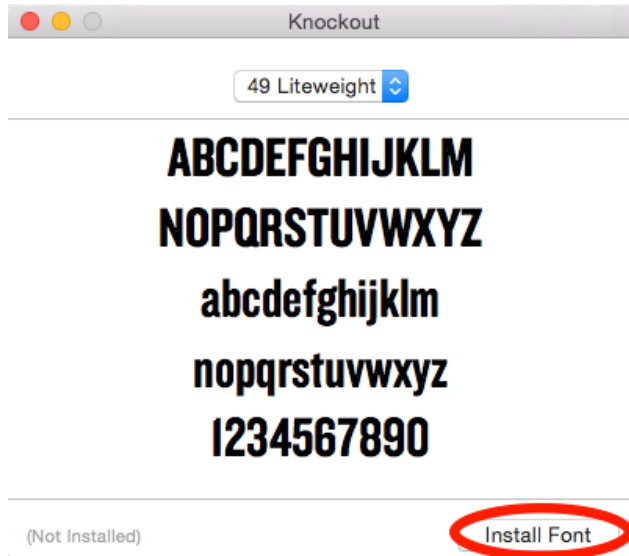 Knockout
49 Liteweight
ABCDEFGHIJKLM
NOPQRSTUVWXYZ
abcdefghijklm
nopqrstuvwxyz
1234567890
(Not Installed)
Install Font